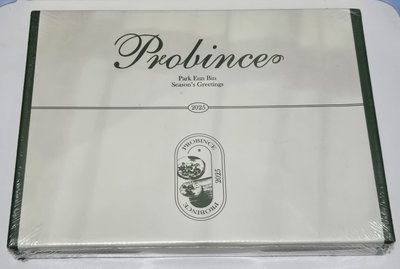 Probince
Park Eun Bin
Season's Greetings
2025
PROBINCE
2025
PROBINCE